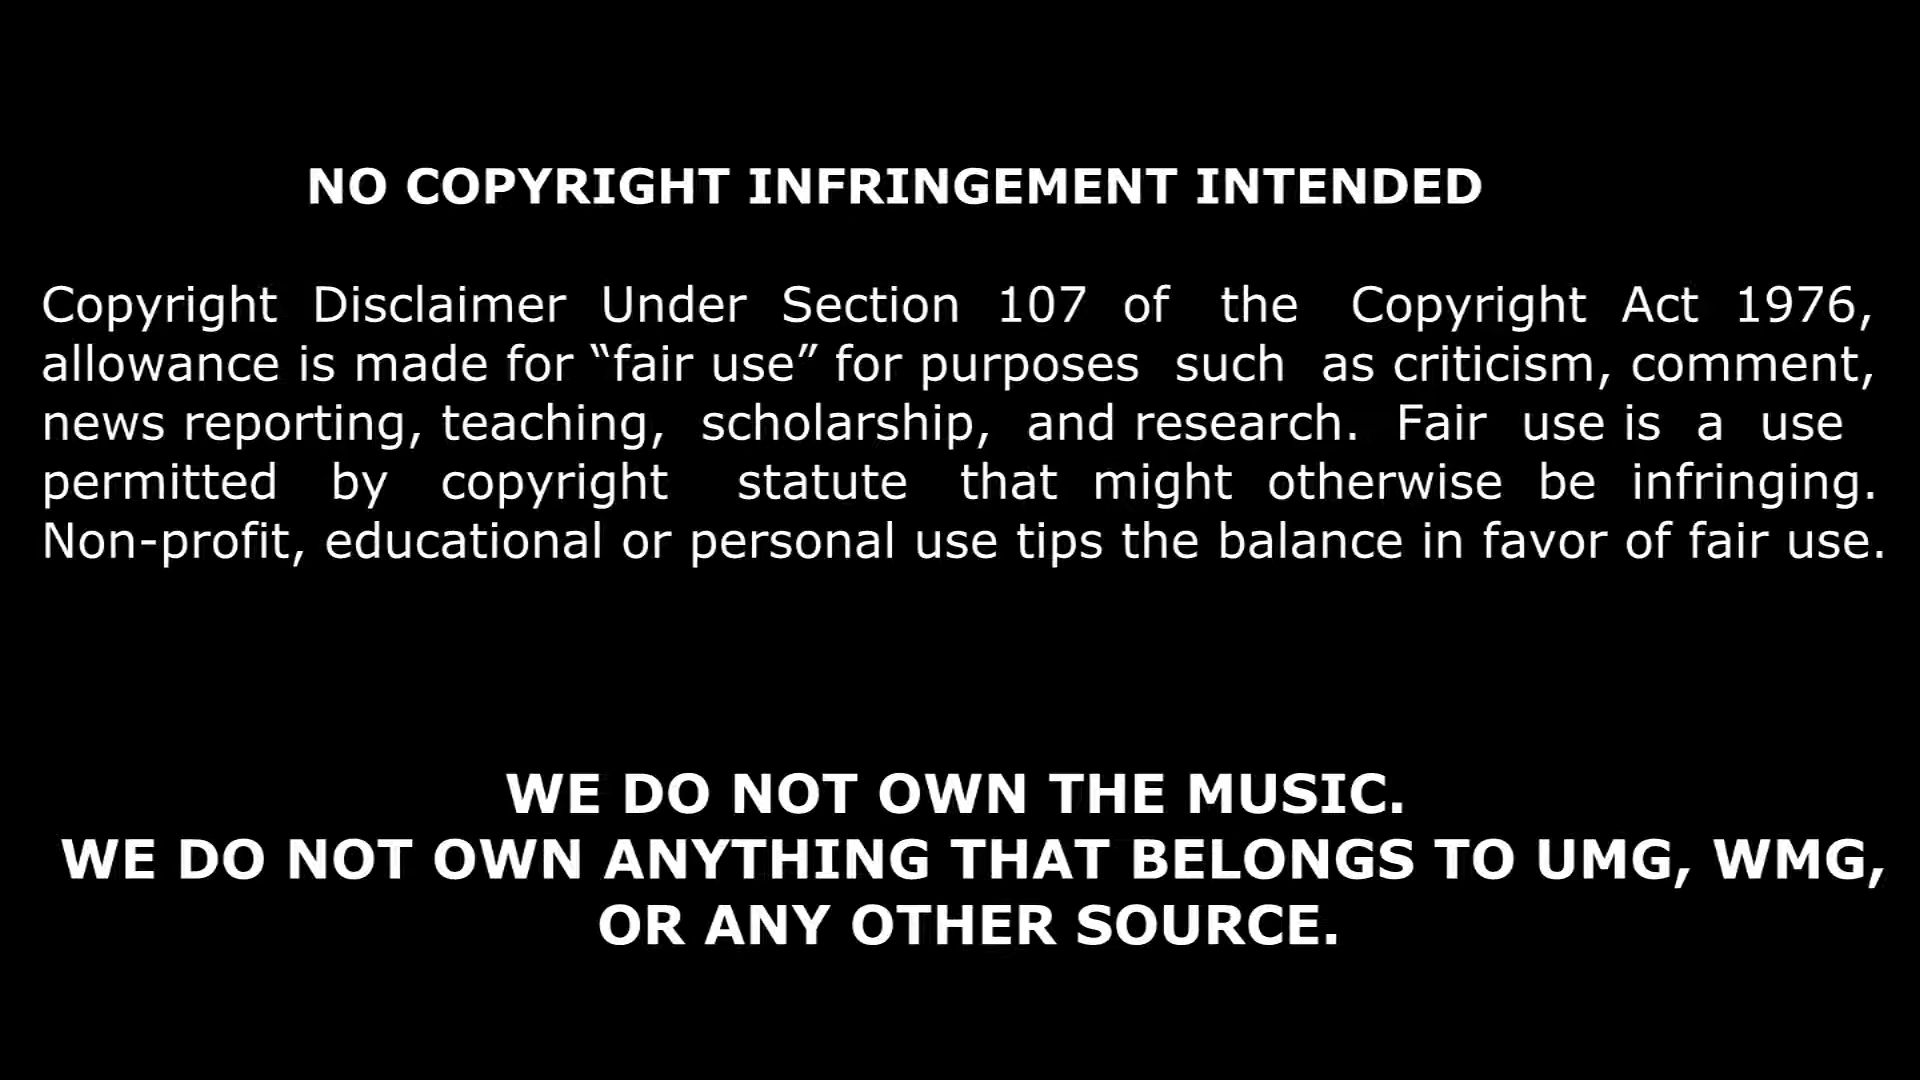 NO COPYRIGHT INFRINGEMENT INTENDED
Copyright Disclaimer Under Section 107 of the Copyright Act 1976,
allowance is made for “fair use” for purposes such as criticism, comment,
news reporting, teaching, scholarship, and research. Fair use is a use
permitted by copyright statute that might otherwise be infringing.
Non-profit, educational or personal use tips the balance in favor of fair use.
WE DO NOT OWN THE MUSIC.
WE DO NOT OWN ANYTHING THAT BELONGS TO UMG, WMG,
OR ANY OTHER SOURCE.